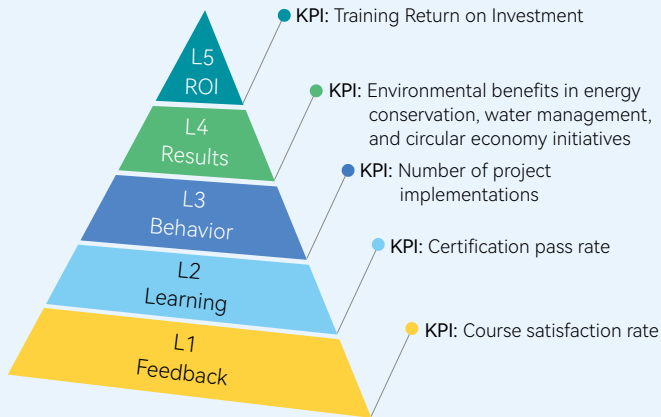 L5
ROI
KPI: Training Return on Investment
L4
Results
KPI: Environmental benefits in energy
conservation, water management,
and circular economy initiatives
L3
Behavior
KPI: Number of project
implementations
L2
Learning
KPI: Certification pass rate
L1
Feedback
KPI: Course satisfaction rate